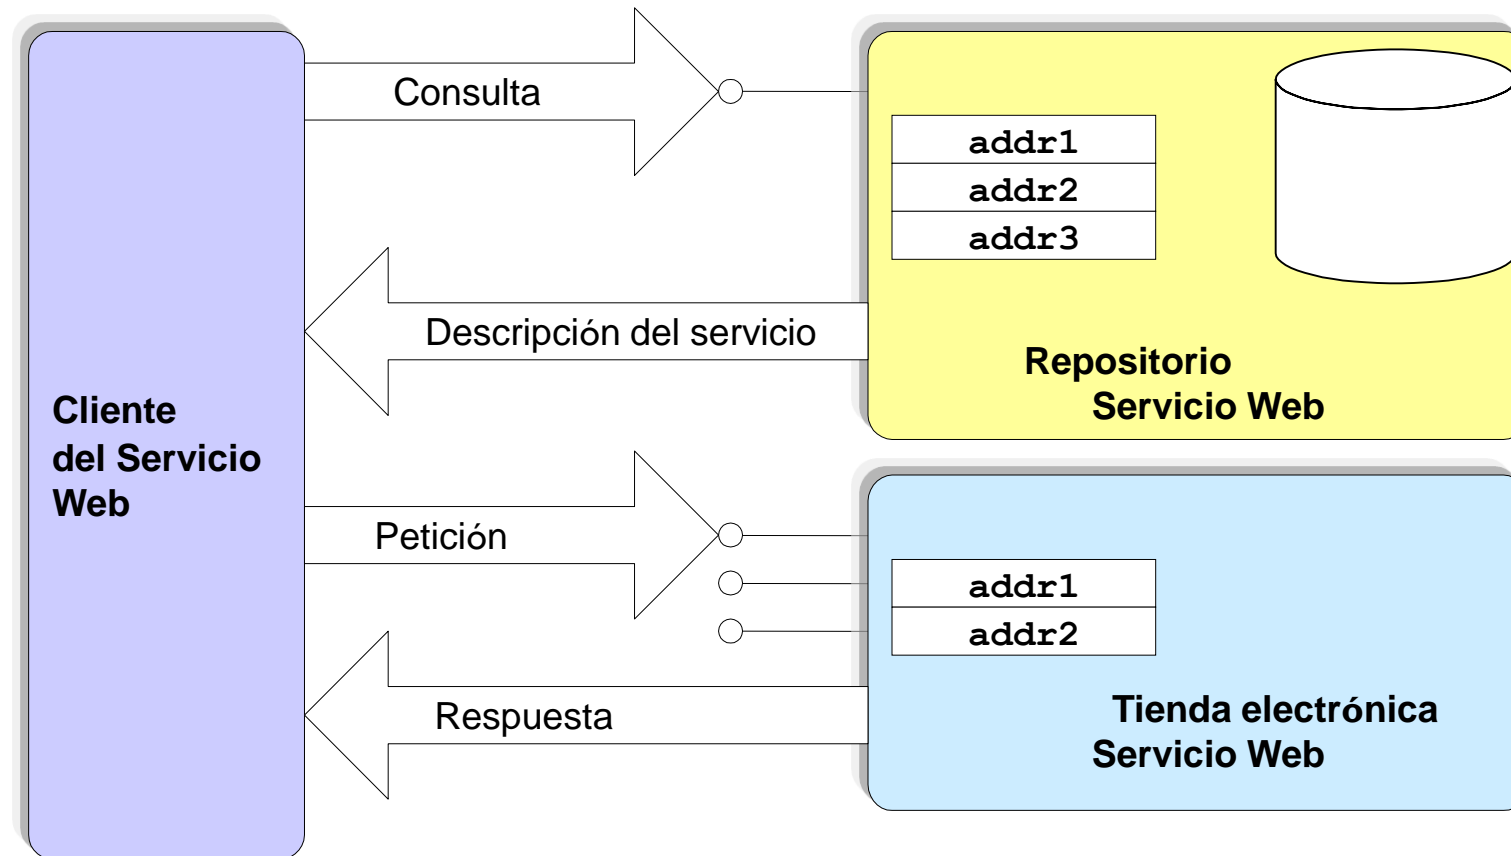 Consulta
addr1
addr2
addr3
Descripción del servicio
Repositorio
Servicio Web
Cliente
del Servicio
Web
Petición
addr1
addr2
Respuesta
Tienda electrónica
Servicio Web